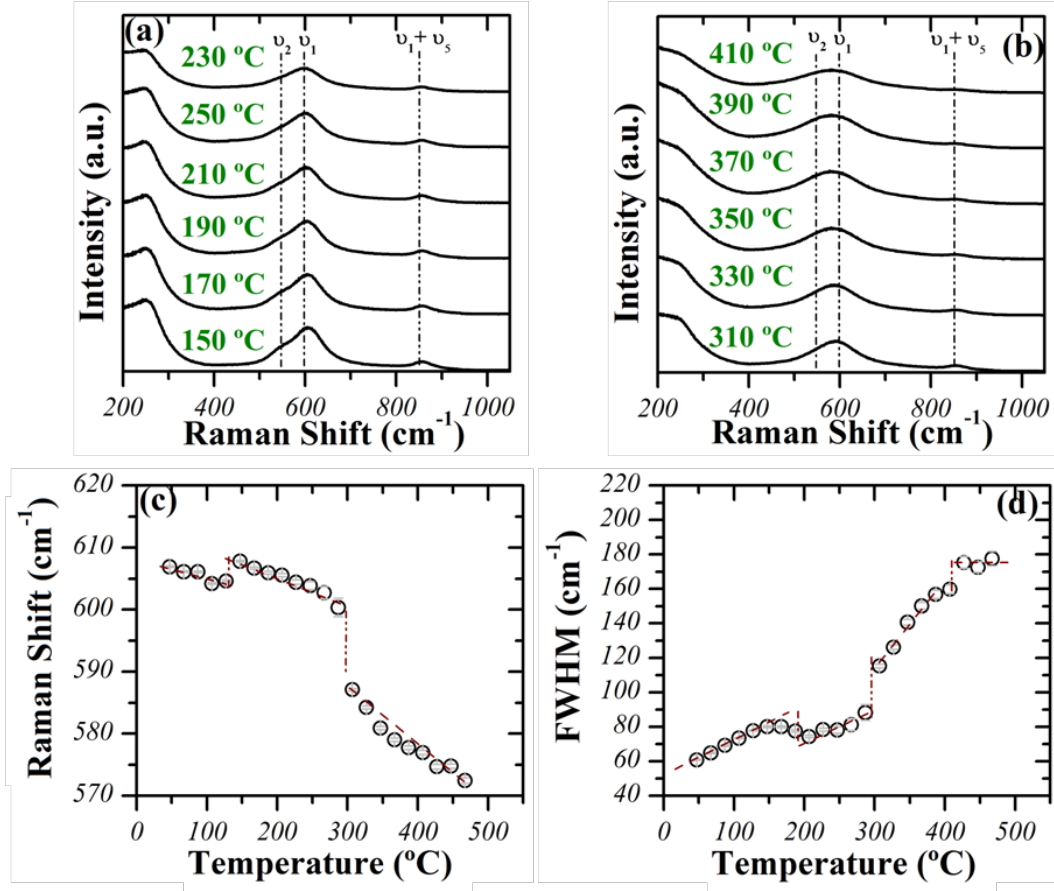 (a)
υ2 υ1
υ1+ υ5
230 ºC
250 ºC
210 ºC
190 ºC
170 ºC
150 ºC
Intensity (a.u.)
200 400 600 800 1000
Raman Shift (cm-1)
(b)
υ2 υ1
υ1+ υ5
410 ºC
390 ºC
370 ºC
350 ºC
330 ºC
310 ºC
Intensity (a.u.)
200 400 600 800 1000
Raman Shift (cm-1)
(c)
620
610
600
590
580
570
Raman Shift (cm-1)
0 100 200 300 400 500
Temperature (ºC)
(d)
220
200
180
160
140
120
100
80
60
40
FWHM (cm-1)
0 100 200 300 400 500
Temperature (ºC)